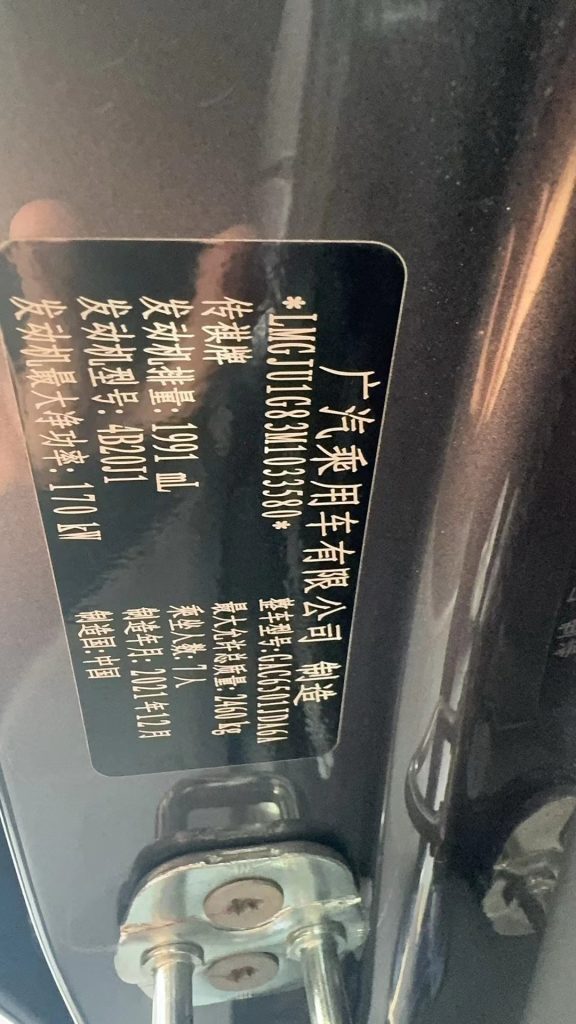 广汽乘用车有限公司 制造
*LMGJU1G83M1033580*
整车型号:GAC6501JDA6A
传祺牌
最大允许总质量:2460kg
发动机排量:1991 mL
乘坐人数:7人
发动机型号:4B20J1
制造年月:2021年12月
发动机最大净功率:170 kW
制造国:中国